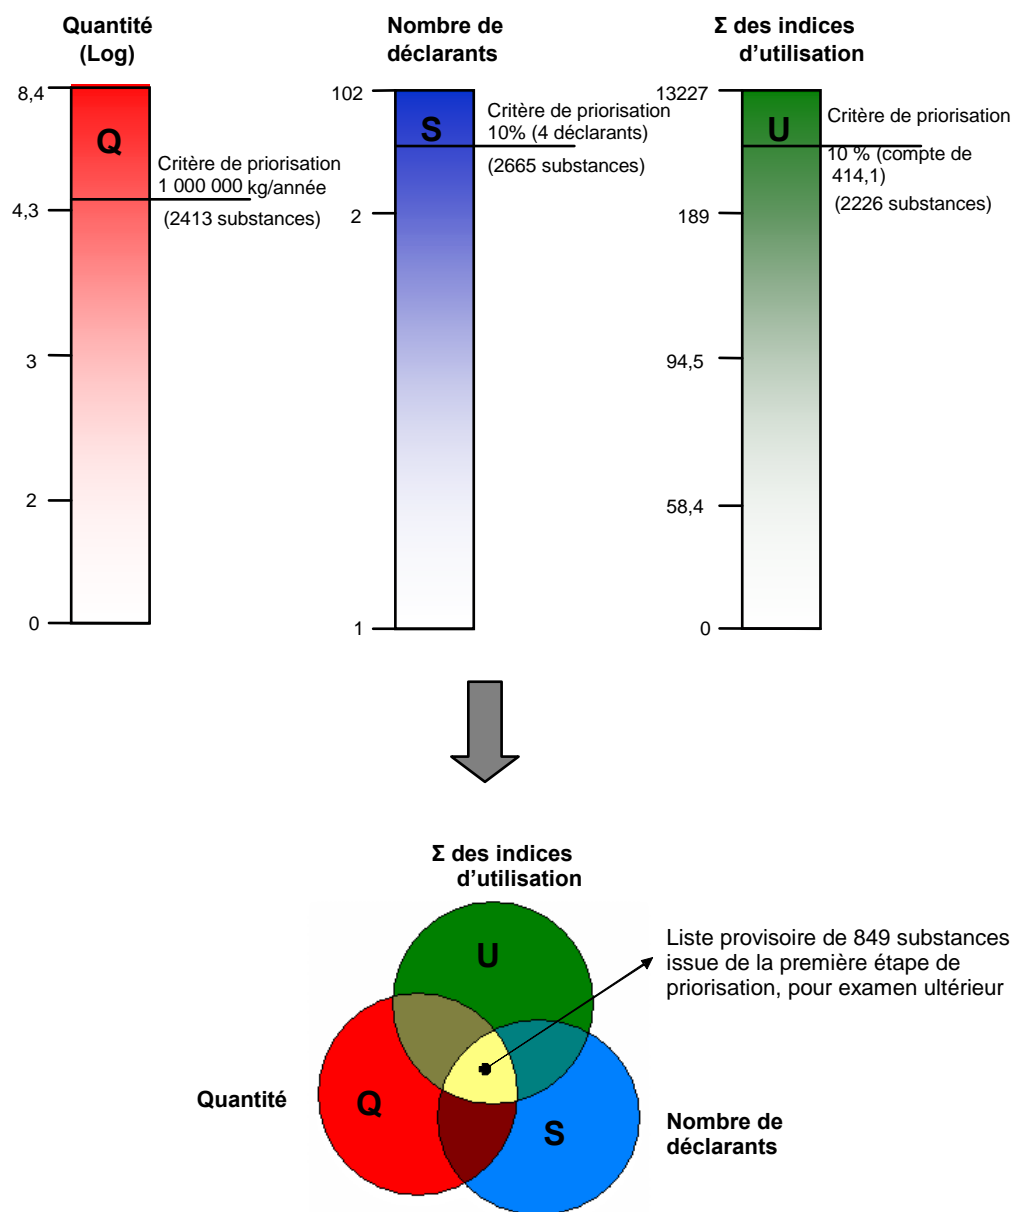 Quantité
(Log)
8,4
Q
Critère de priorisation
1 000 000 kg/année
4,3
(2413 substances)
3
2
0
Nombre de
déclarants
102
S
Critère de priorisation
10% (4 déclarants)
(2665 substances)
2
1
Σ des indices
d'utilisation
13227
U
Critère de priorisation
10 % (compte de
414,1)
(2226 substances)
189
94,5
58,4
0
Σ des indices
d'utilisation
U
Liste provisoire de 849 substances
issue de la première étape de
priorisation, pour examen ultérieur
Quantité
Q
S
Nombre de
déclarants